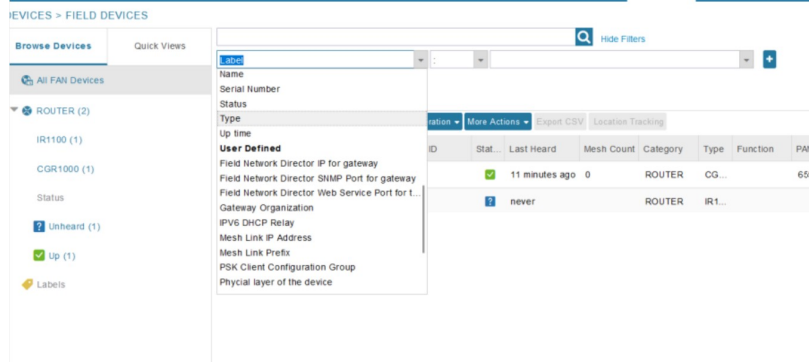 DEVICES > FIELD DEVICES
Browse Devices
Quick Views
Hide Filters
Label
:
+
All FAN Devices
ROUTER (2)
IR1100 (1)
CGR1000 (1)
Status
? Unheard (1)
Up (1)
Labels
Name
Serial Number
Status
Type
Up time
User Defined
Field Network Director IP for gateway
Field Network Director SNMP Port for gateway
Field Network Director Web Service Port for t...
Gateway Organization
IPV6 DHCP Relay
Mesh Link IP Address
Mesh Link Prefix
PSK Client Configuration Group
Phycial layer of the device
ration More Actions Export CSV Location Tracking
ID Stat... Last Heard Mesh Count Category Type Function PAN
11 minutes ago 0 ROUTER CG... 65
? never ROUTER IR1...